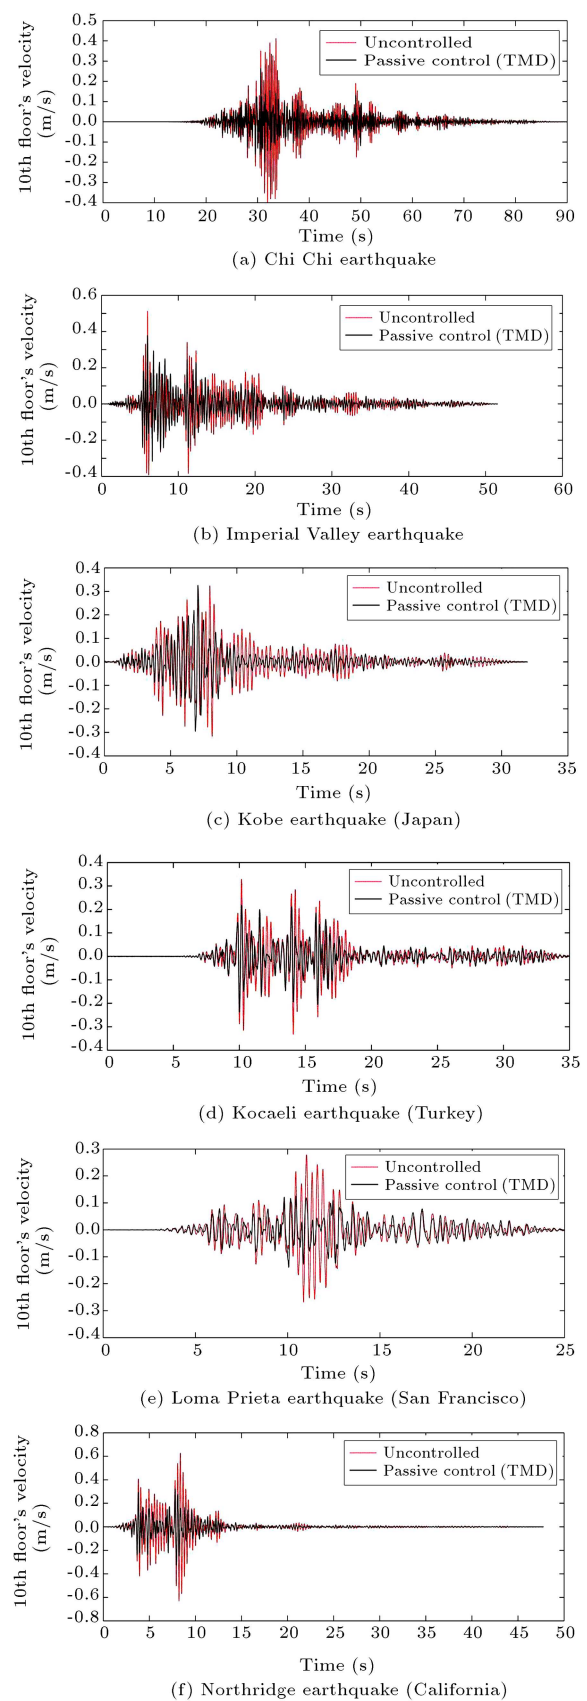 10th floor's velocity
(m/s)
0.5
0.4
0.3
0.2
0.1
0.0
-0.1
-0.2
-0.3
-0.4
Uncontrolled
Passive control (TMD)
0 10 20 30 40 50 60 70 80 90
Time (s)
(a) Chi Chi earthquake
10th floor's velocity
(m/s)
0.6
0.4
0.2
0.0
-0.2
-0.4
Uncontrolled
Passive control (TMD)
0 10 20 30 40 50 60
Time (s)
(b) Imperial Valley earthquake
10th floor's velocity
(m/s)
0.4
0.3
0.2
0.1
0.0
-0.1
-0.2
-0.3
-0.4
Uncontrolled
Passive control (TMD)
0 5 10 15 20 25 30 35
Time (s)
(c) Kobe earthquake (Japan)
10th floor's velocity
(m/s)
0.4
0.3
0.2
0.1
0.0
-0.1
-0.2
-0.3
-0.4
Uncontrolled
Passive control (TMD)
0 5 10 15 20 25 30 35
Time (s)
(d) Kocaeli earthquake (Turkey)
10th floor's velocity
(m/s)
0.3
0.2
0.1
0.0
-0.1
-0.2
-0.3
-0.4
Uncontrolled
Passive control (TMD)
0 5 10 15 20 25
Time (s)
(e) Loma Prieta earthquake (San Francisco)
10th floor's velocity
(m/s)
0.8
0.6
0.4
0.2
0.0
-0.2
-0.4
-0.6
-0.8
Uncontrolled
Passive control (TMD)
0 5 10 15 20 25 30 35 40 45 50
Time (s)
(f) Northridge earthquake (California)